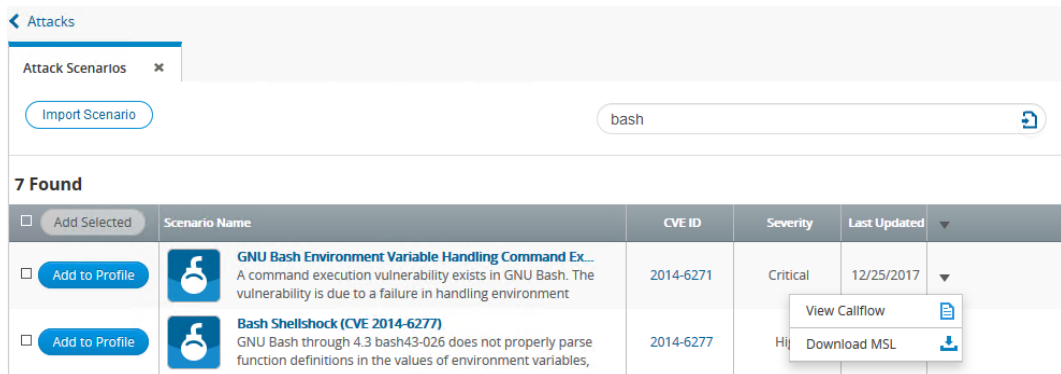 Attacks
Attack Scenarios
Import Scenario
bash
7 Found
Add Selected Scenario Name CVE ID Severity Last Updated
Add to Profile GNU Bash Environment Variable Handling Command Ex... 2014-6271 Critical 12/25/2017
A command execution vulnerability exists in GNU Bash. The
vulnerability is due to a failure in handling environment
View Callflow
Add to Profile Bash Shellshock (CVE 2014-6277) 2014-6277
GNU Bash through 4.3 bash43-026 does not properly parse
function definitions in the values of environment variables,
Download MSL